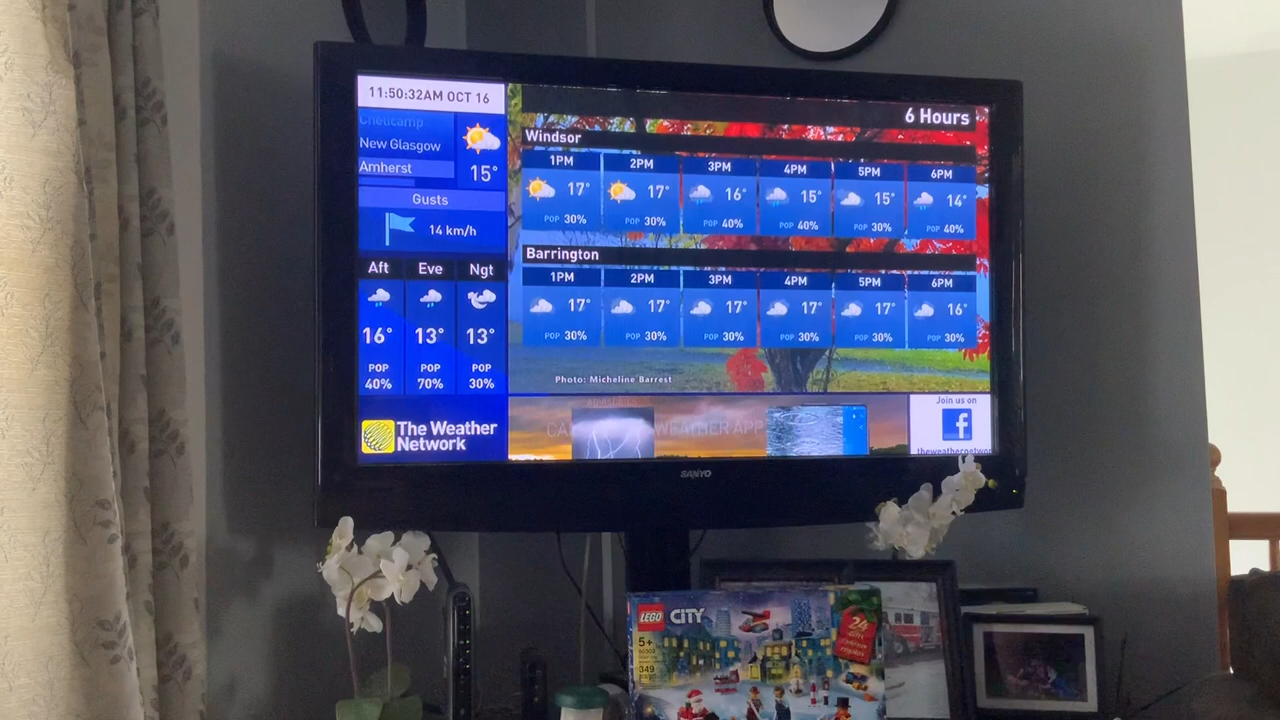 11:50:32AM OCT 16
Cheticamp
New Glasgow
Amherst
15°
Gusts
14 km/h
Aft Eve Ngt
16° 13° 13°
POP POP POP
40% 70% 30%
The Weather
Network
6 Hours
Windsor
1PM 2PM 3PM 4PM 5PM 6PM
17° 17° 16° 15° 15° 14°
POP 30% POP 30% POP 40% POP 40% POP 30% POP 40%
Barrington
1PM 2PM 3PM 4PM 5PM 6PM
17° 17° 17° 17° 17° 16°
POP 30% POP 30% POP 30% POP 30% POP 30% POP 30%
Photo: Micheline Barrest
WEATHER APP
Join us on
f
SANYO
LEGO CITY
5+
349
24